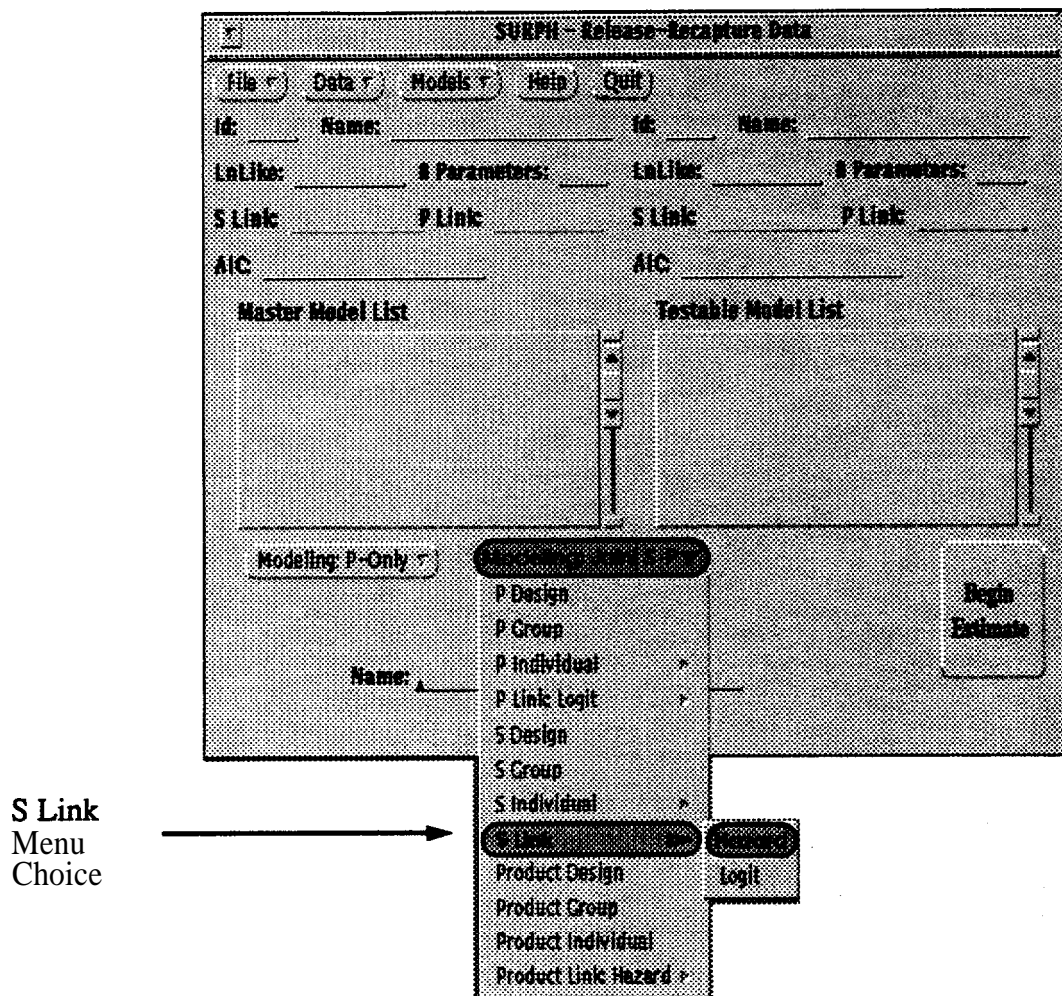 SURPH - Release-Recapture Data
File Data Models Help Quit
Id: Name: Id: Name:
LnLike: # Parameters: LnLike: # Parameters:
S Link: P Link: S Link: P Link:
AIC: AIC:
Master Model List Testable Model List
Modeling: P-Only
Begin
Estimate
P Design
P Group
P Individual
Name:
P Link: Logit
S Design
S Group
S Individual
S Link
Menu
Choice
S Link: Hazard
Product Design Logit
Product Group
Product Individual
Product Link: Hazard